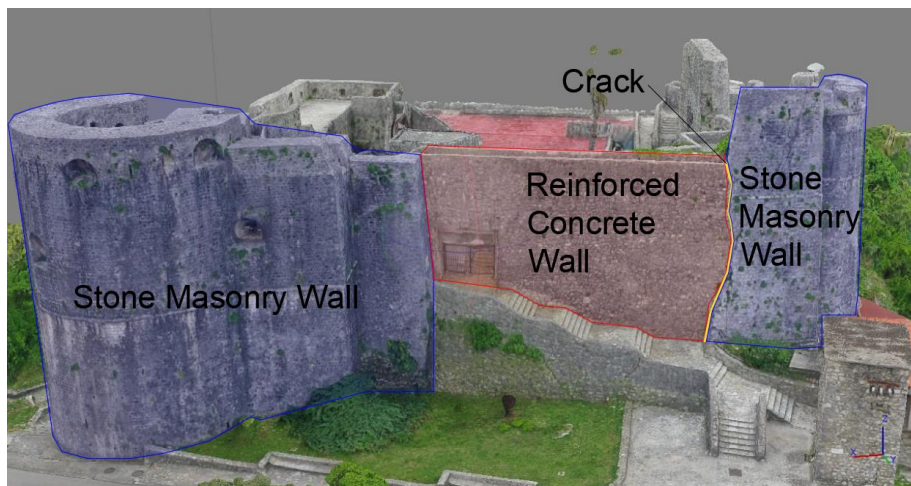 Crack
Reinforced
Concrete
Wall
Stone
Masonry
Wall
Stone Masonry Wall
X
Y
Z